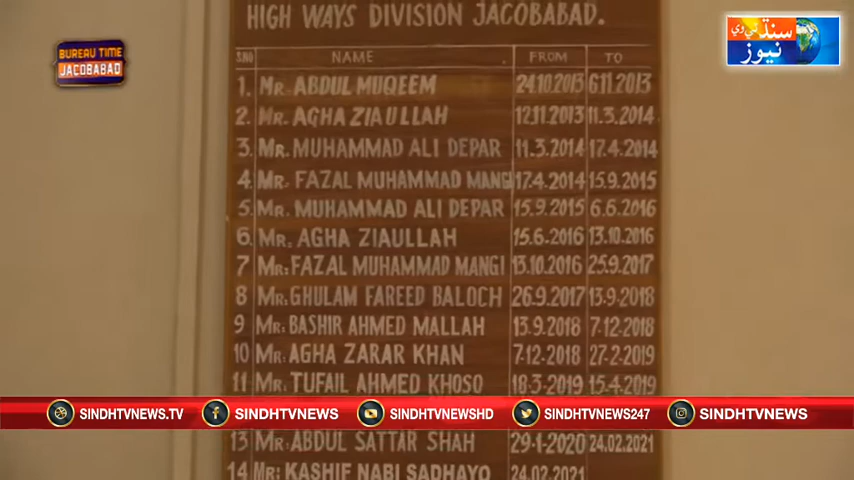 HIGH WAYS DIVISION JACOBABAD.
BUREAU TIME
JACOBABAD
سنڌ ٽي وي
نيوز
S.NO NAME FROM TO
1. MR. ABDUL MUQEEM 24.10.2013 6.11.2013
2. MR. AGHA ZIAULLAH 12.11.2013 11.3.2014
3. MR. MUHAMMAD ALI DEPAR 11.3.2014 17.4.2014
4. MR. FAZAL MUHAMMAD MANGI 17.4.2014 15.9.2015
5. MR. MUHAMMAD ALI DEPAR 15.9.2015 6.6.2016
6. MR: AGHA ZIAULLAH 15.6-2016 13.10.2016
7 MR: FAZAL MUHAMMAD MANGI 13.10.2016 25.9.2017
8 MR: GHULAM FAREED BALOCH 26.9.2017 13-9-2018
9 MR: BASHIR AHMED MALLAH 13.9.2018 7-12-2018
10 MR: AGHA ZARAR KHAN 7-12-2018 27-2-2019
11 MR: TUFAIL AHMED KHOSO 18-3-2019 15.4-2019
SINDHTVNEWS.TV SINDHTVNEWS SINDHTVNEWSHD SINDHTVNEWS247 SINDHTVNEWS
13 MR: ABDUL SATTAR SHAH 29-1-2020 24.02.2021
14 MR: KASHIF NABI SADHAYO 24.02.2021